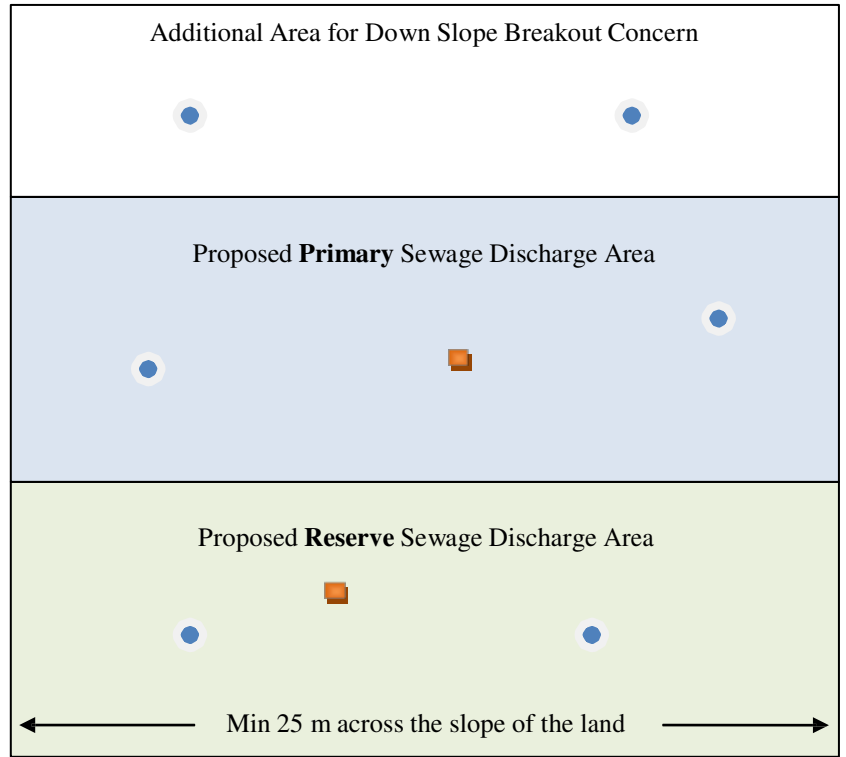 Additional Area for Down Slope Breakout Concern
Proposed Primary Sewage Discharge Area
Proposed Reserve Sewage Discharge Area
Min 25 m across the slope of the land